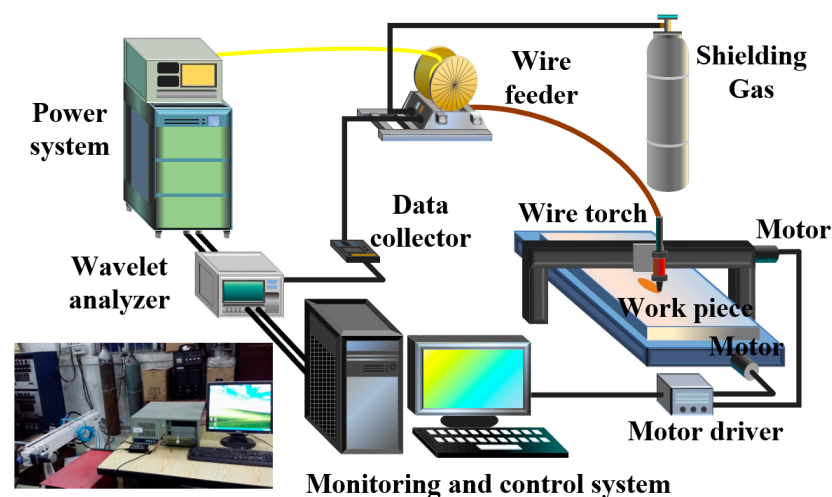 Shielding
Gas
Wire
feeder
Power
system
Data
collector
Wire torch
Motor
Wavelet
analyzer
Work piece
Motor
Motor driver
Monitoring and control system